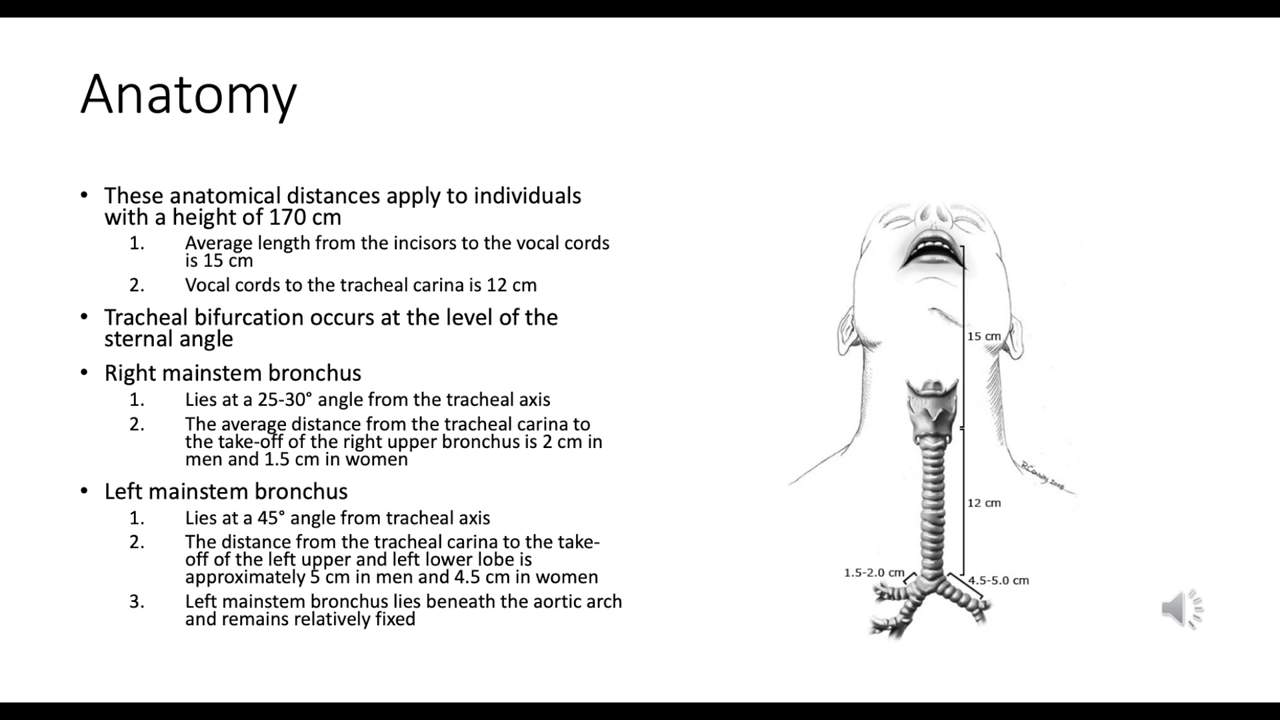 Anatomy
• These anatomical distances apply to individuals
with a height of 170 cm
1. Average length from the incisors to the vocal cords
is 15 cm
2. Vocal cords to the tracheal carina is 12 cm
• Tracheal bifurcation occurs at the level of the
sternal angle
• Right mainstem bronchus
1. Lies at a 25-30° angle from the tracheal axis
2. The average distance from the tracheal carina to
the take-off of the right upper bronchus is 2 cm in
men and 1.5 cm in women
• Left mainstem bronchus
1. Lies at a 45° angle from tracheal axis
2. The distance from the tracheal carina to the take-
off of the left upper and left lower lobe is
approximately 5 cm in men and 4.5 cm in women
3. Left mainstem bronchus lies beneath the aortic arch
and remains relatively fixed
15 cm
12 cm
1.5-2.0 cm
4.5-5.0 cm